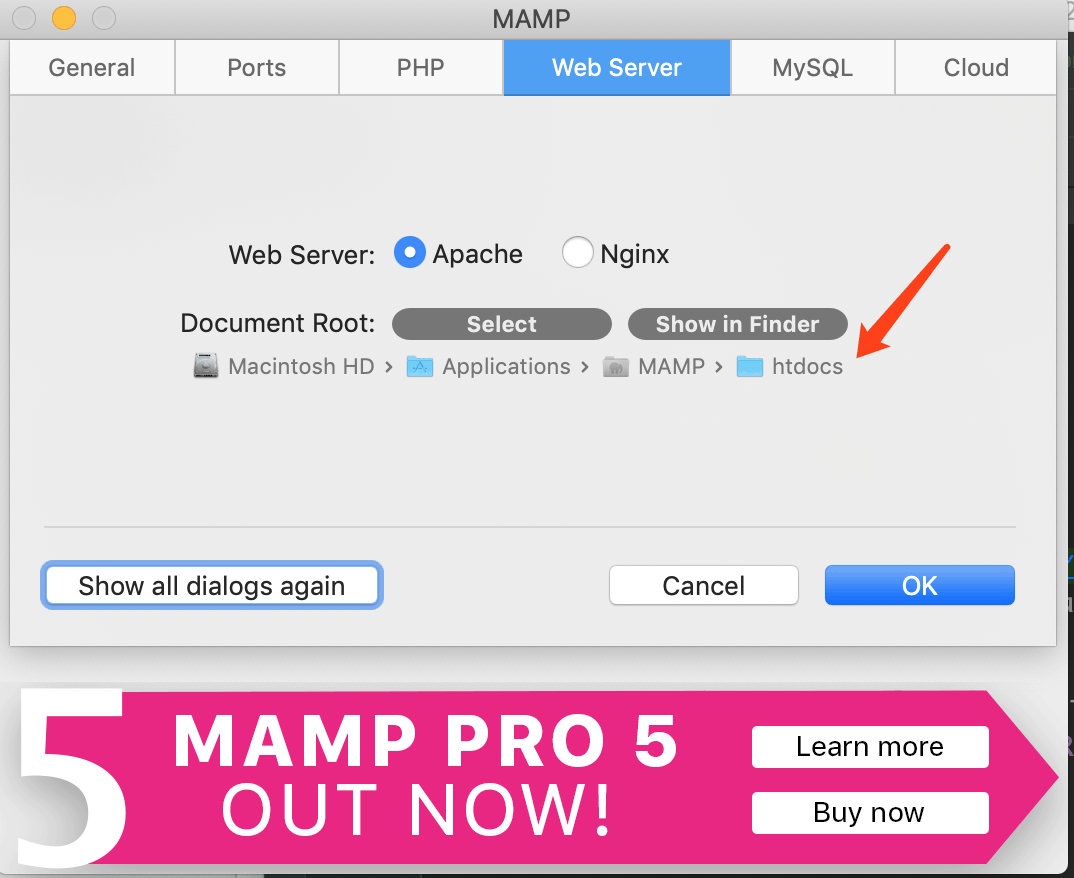 MAMP
General Ports PHP Web Server MySQL Cloud
Web Server: Apache Nginx
Document Root: Select Show in Finder
Macintosh HD › Applications › MAMP › htdocs
Show all dialogs again Cancel OK
5 MAMP PRO 5
OUT NOW!
Learn more
Buy now